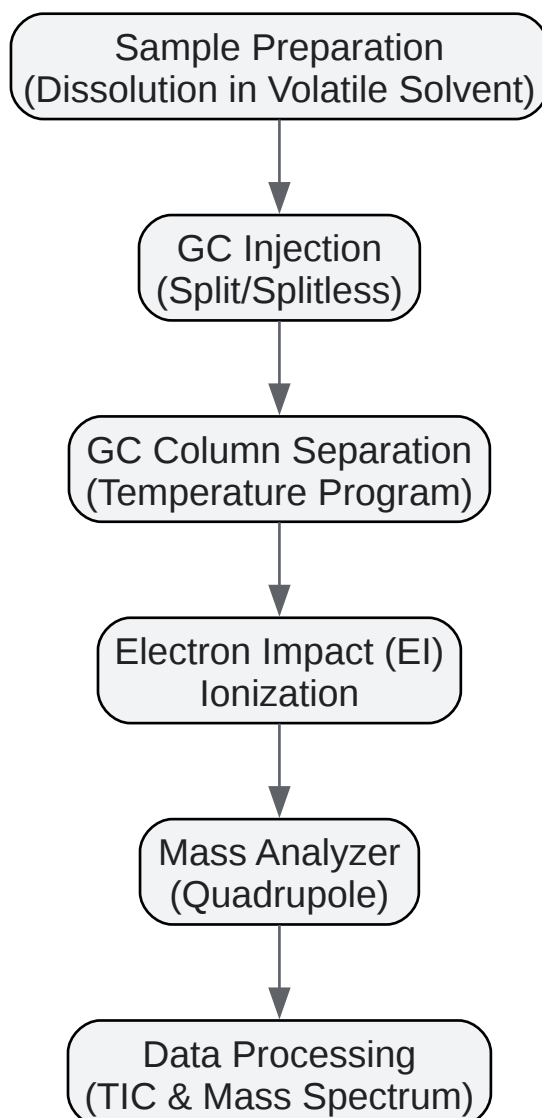 Sample Preparation
(Dissolution in Volatile Solvent)
GC Injection
(Split/Splitless)
GC Column Separation
(Temperature Program)
Electron Impact (EI)
Ionization
Mass Analyzer
(Quadrupole)
Data Processing
(TIC & Mass Spectrum)